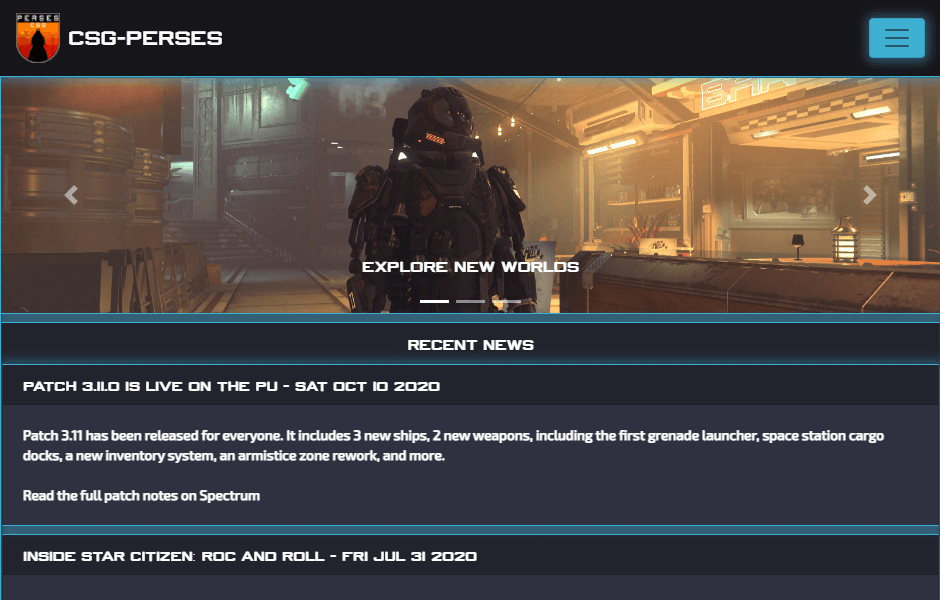 PERSES
CSG
CSG-PERSES
EXPLORE NEW WORLDS
RECENT NEWS
PATCH 3.11.0 IS LIVE ON THE PU - SAT OCT 10 2020
Patch 3.11 has been released for everyone. It includes 3 new ships, 2 new weapons, including the first grenade launcher, space station cargo
docks, a new inventory system, an armistice zone rework, and more.
Read the full patch notes on Spectrum
INSIDE STAR CITIZEN: ROC AND ROLL - FRI JUL 31 2020